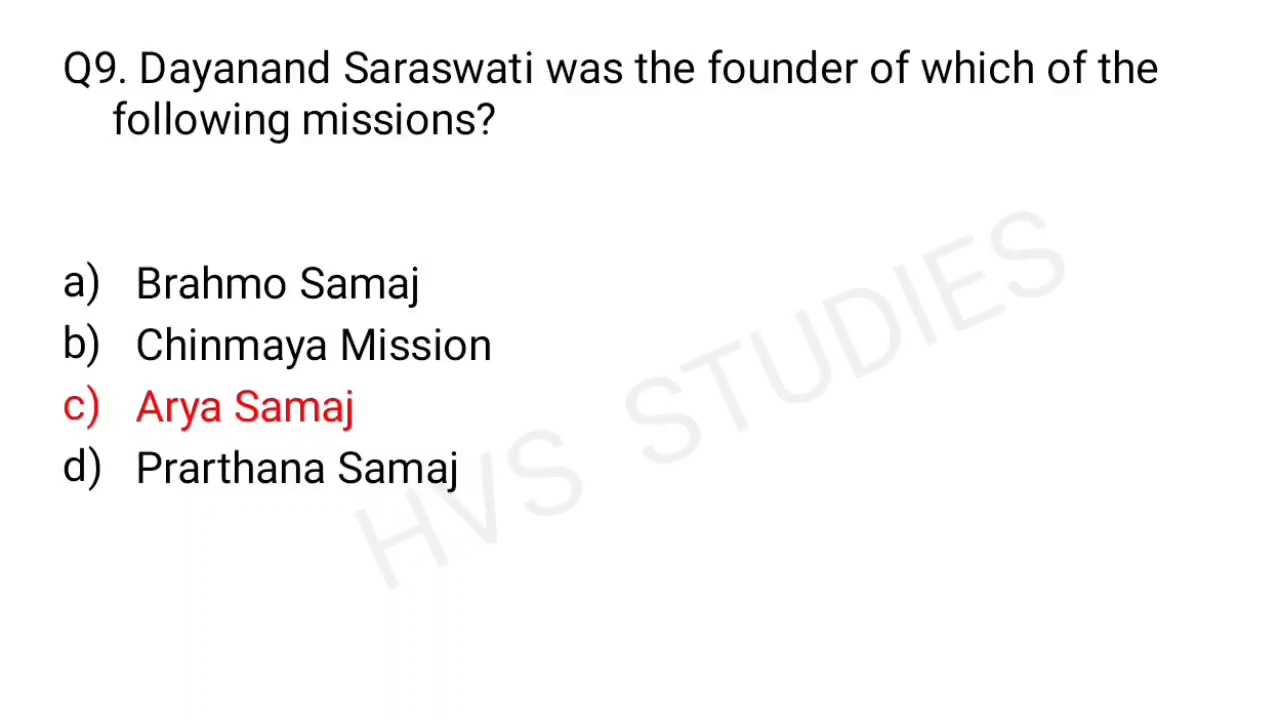 Q9. Dayanand Saraswati was the founder of which of the
following missions?
a) Brahmo Samaj
b) Chinmaya Mission
c) Arya Samaj
d) Prarthana Samaj
HVS STUDIES